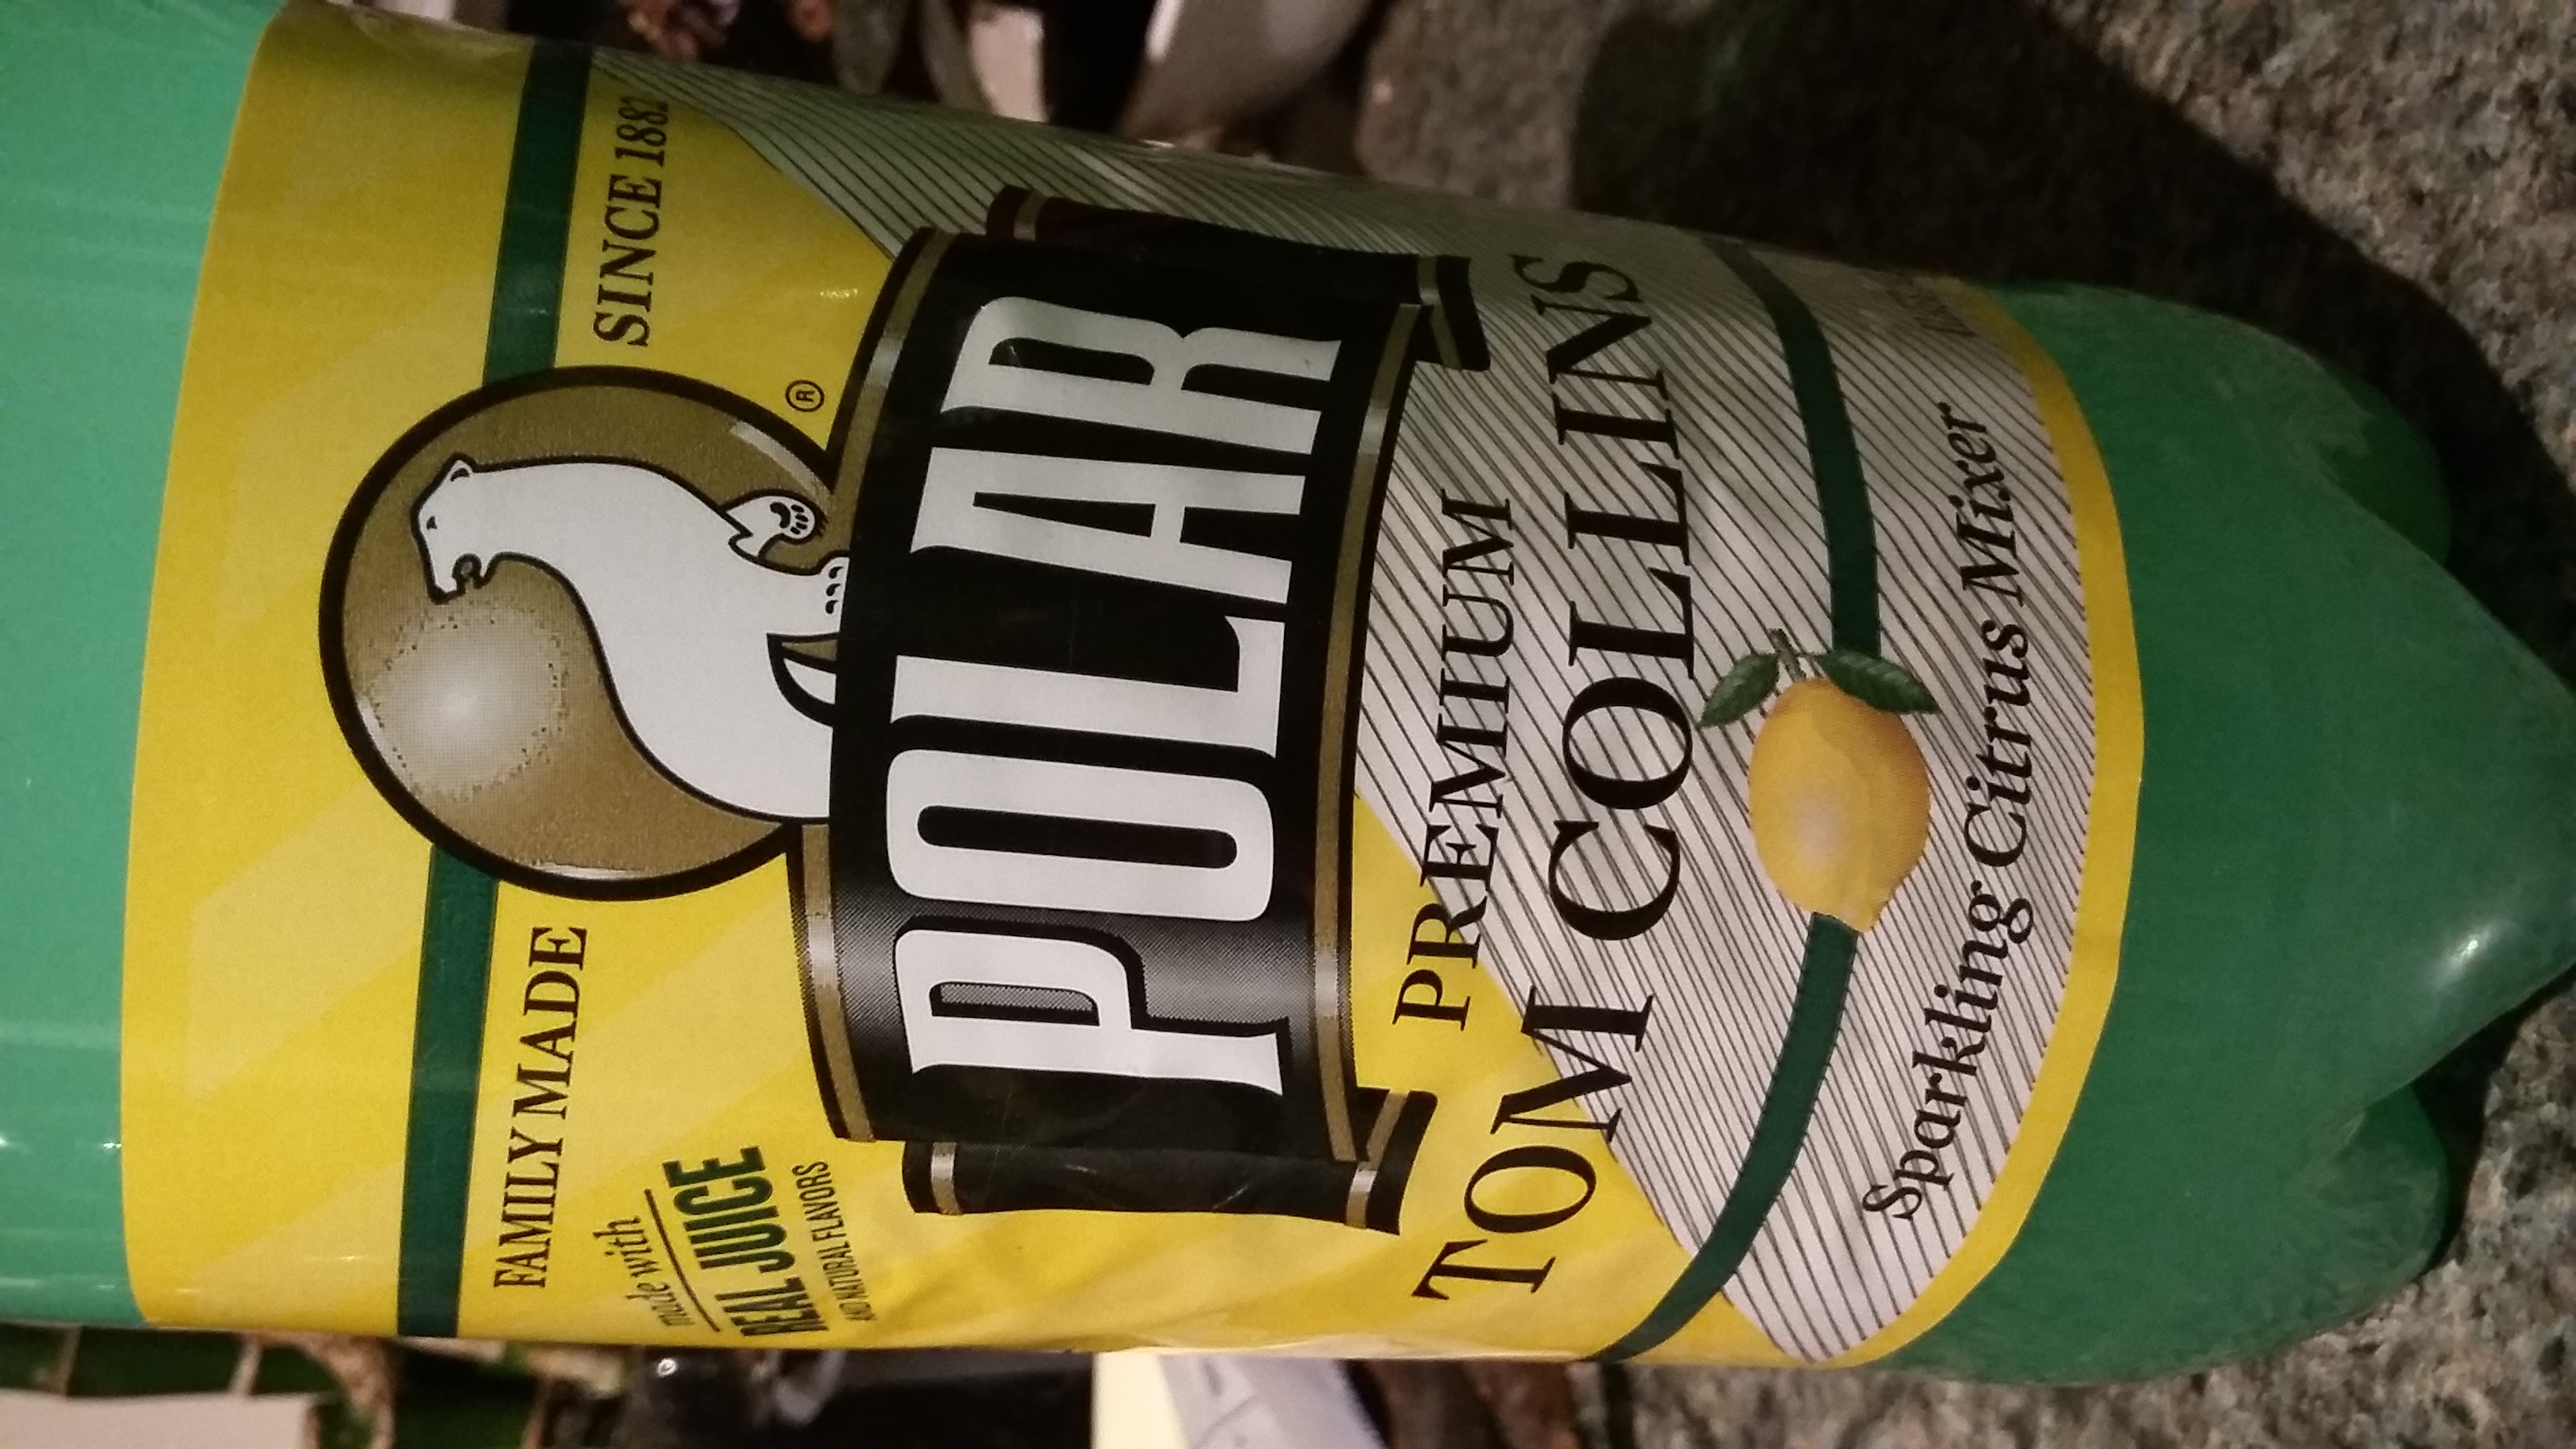 FAMILY MADE
SINCE 1882
made with
REAL JUICE
AND NATURAL FLAVORS
®
POLAR
PREMIUM
TOM COLLINS
Sparkling Citrus Mixer